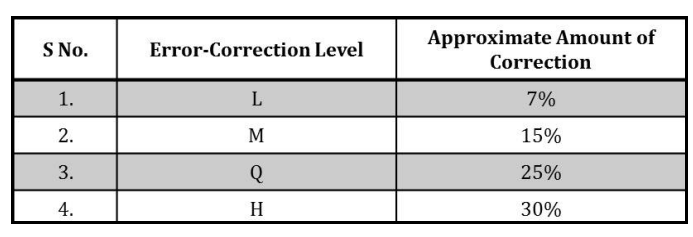 S No. Error-Correction Level Approximate Amount of Correction
1. L 7%
2. M 15%
3. Q 25%
4. H 30%